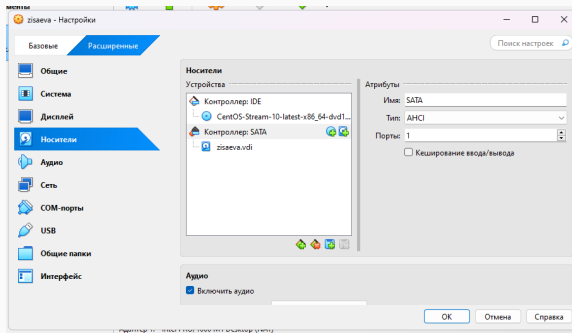 менты
zisaeva - Настройки
Базовые
Расширенные
Поиск настроек
Общие
Система
Дисплей
Носители
Аудио
Сеть
COM-порты
USB
Общие папки
Интерфейс
Носители
Устройства
Контроллер: IDE
CentOS-Stream-10-latest-x86_64-dvd1...
Контроллер: SATA
zisaeva.vdi
Атрибуты
Имя: SATA
Тип: AHCI
Порты: 1
Кеширование ввода/вывода
Аудио
Включить аудио
OK
Отмена
Справка